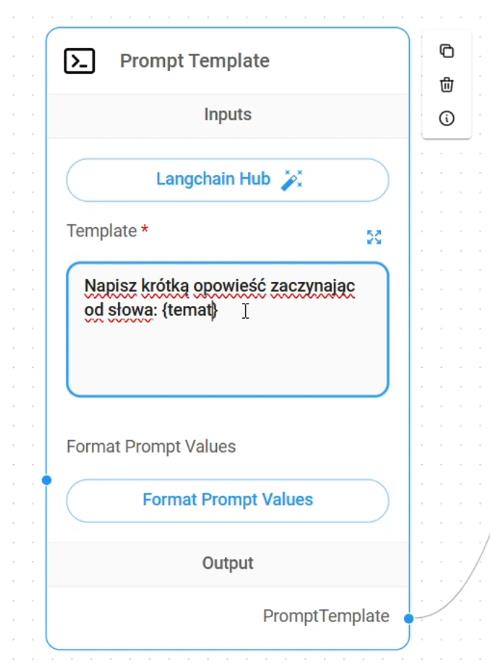 Prompt Template
Inputs
Langchain Hub
Template *
Napisz krótką opowieść zaczynając
od słowa: {temat}
Format Prompt Values
Format Prompt Values
Output
PromptTemplate